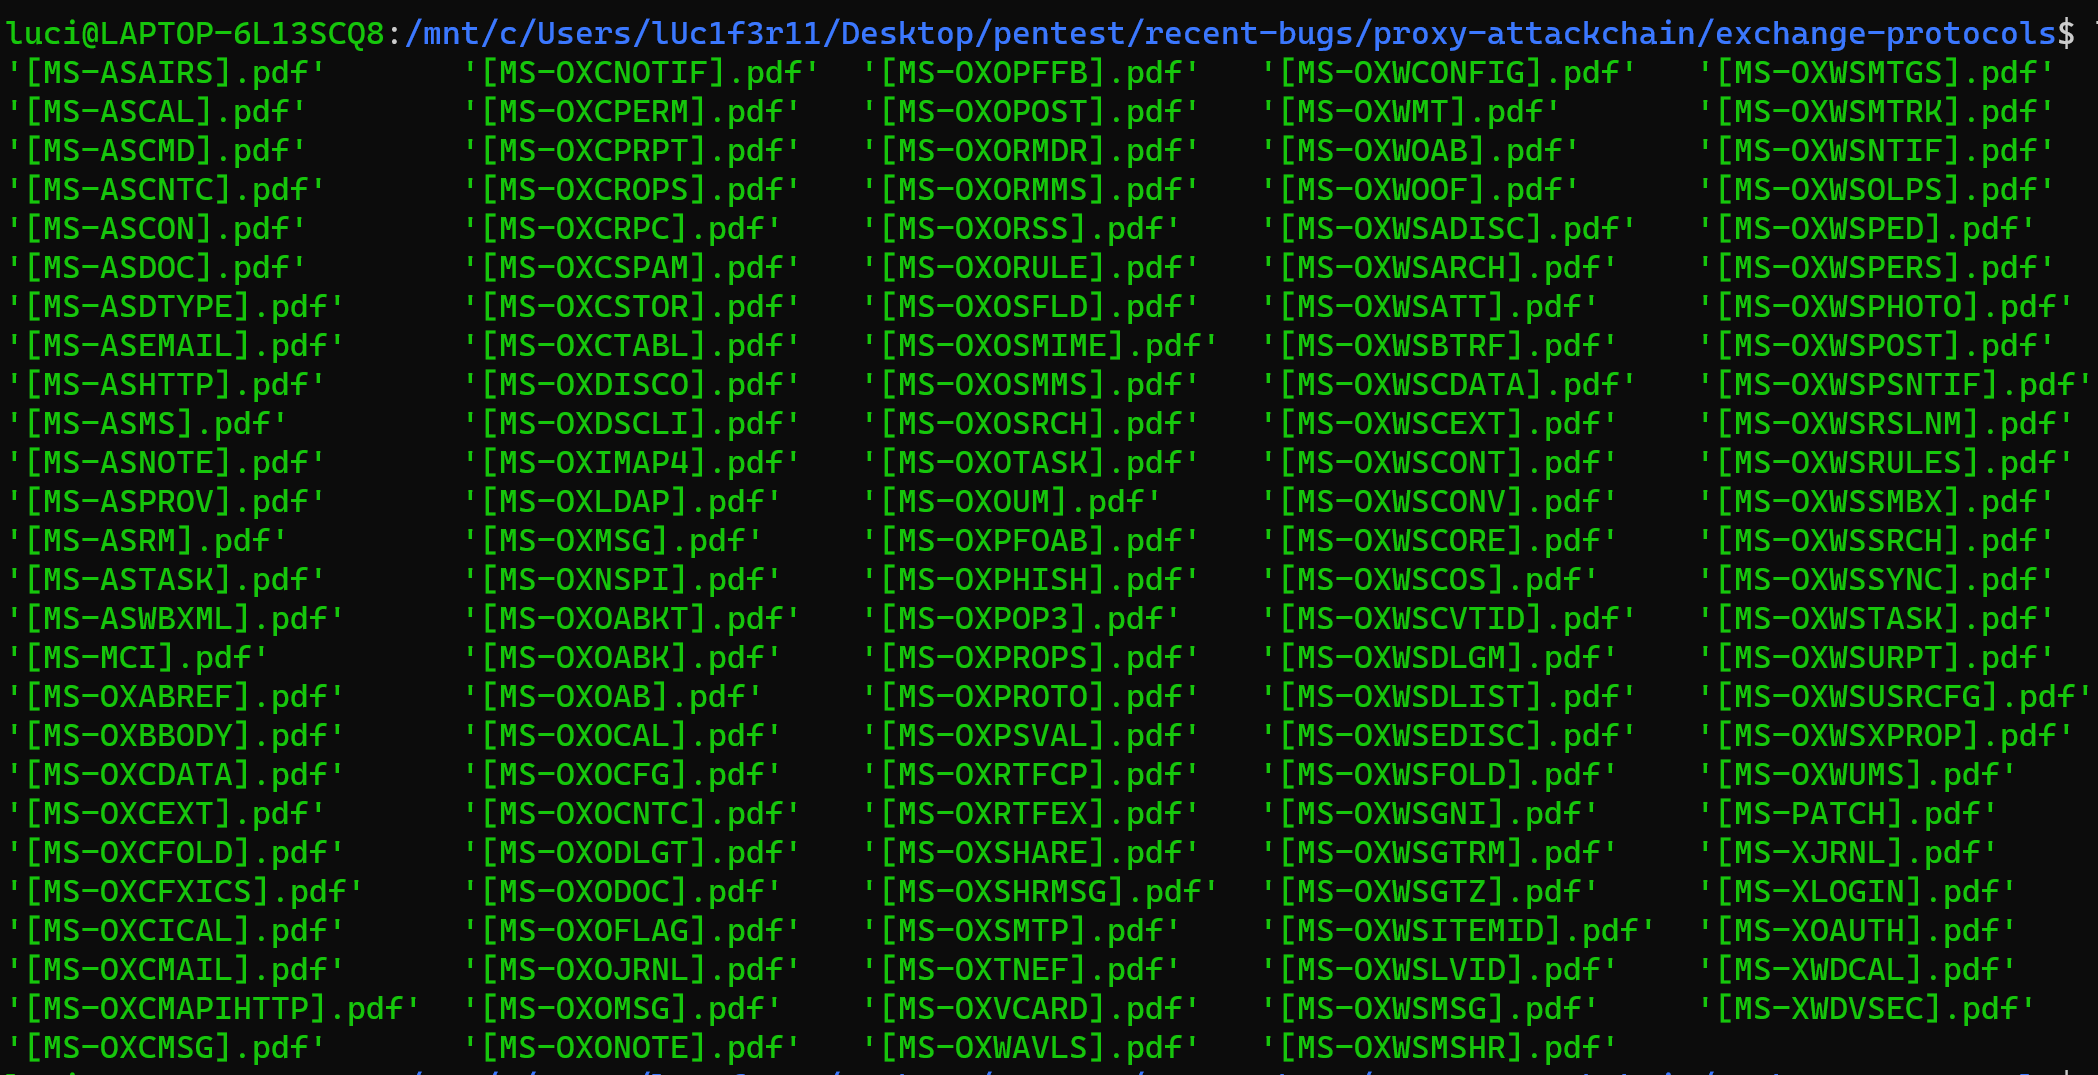 luci@LAPTOP-6L13SCQ8:/mnt/c/Users/lUc1f3r11/Desktop/pentest/recent-bugs/proxy-attackchain/exchange-protocols$
'[MS-ASAIRS].pdf' '[MS-OXCNOTIF].pdf' '[MS-OXOPFFB].pdf' '[MS-OXWCONFIG].pdf' '[MS-OXWSMTGS].pdf'
'[MS-ASCAL].pdf' '[MS-OXCPERM].pdf' '[MS-OXOPOST].pdf' '[MS-OXWMT].pdf' '[MS-OXWSMTRK].pdf'
'[MS-ASCMD].pdf' '[MS-OXCPRPT].pdf' '[MS-OXORMDR].pdf' '[MS-OXWOAB].pdf' '[MS-OXWSNTIF].pdf'
'[MS-ASCNTC].pdf' '[MS-OXCROPS].pdf' '[MS-OXORMMS].pdf' '[MS-OXWOOF].pdf' '[MS-OXWSOLPS].pdf'
'[MS-ASCON].pdf' '[MS-OXCRPC].pdf' '[MS-OXORSS].pdf' '[MS-OXWSADISC].pdf' '[MS-OXWSPED].pdf'
'[MS-ASDOC].pdf' '[MS-OXCSPAM].pdf' '[MS-OXORULE].pdf' '[MS-OXWSARCH].pdf' '[MS-OXWSPERS].pdf'
'[MS-ASDTYPE].pdf' '[MS-OXCSTOR].pdf' '[MS-OXOSFLD].pdf' '[MS-OXWSATT].pdf' '[MS-OXWSPHOTO].pdf'
'[MS-ASEMAIL].pdf' '[MS-OXCTABL].pdf' '[MS-OXOSMIME].pdf' '[MS-OXWSBTRF].pdf' '[MS-OXWSPOST].pdf'
'[MS-ASHTTP].pdf' '[MS-OXDISCO].pdf' '[MS-OXOSMMS].pdf' '[MS-OXWSCDATA].pdf' '[MS-OXWSPSNTIF].pdf'
'[MS-ASMS].pdf' '[MS-OXDSCLI].pdf' '[MS-OXOSRCH].pdf' '[MS-OXWSCEXT].pdf' '[MS-OXWSRSLNM].pdf'
'[MS-ASNOTE].pdf' '[MS-OXIMAP4].pdf' '[MS-OXOTASK].pdf' '[MS-OXWSCONT].pdf' '[MS-OXWSRULES].pdf'
'[MS-ASPROV].pdf' '[MS-OXLDAP].pdf' '[MS-OXOUM].pdf' '[MS-OXWSCONV].pdf' '[MS-OXWSSMBX].pdf'
'[MS-ASRM].pdf' '[MS-OXMSG].pdf' '[MS-OXPFOAB].pdf' '[MS-OXWSCORE].pdf' '[MS-OXWSSRCH].pdf'
'[MS-ASTASK].pdf' '[MS-OXNSPI].pdf' '[MS-OXPHISH].pdf' '[MS-OXWSCOS].pdf' '[MS-OXWSSYNC].pdf'
'[MS-ASWBXML].pdf' '[MS-OXOABKT].pdf' '[MS-OXPOP3].pdf' '[MS-OXWSCVTID].pdf' '[MS-OXWSTASK].pdf'
'[MS-MCI].pdf' '[MS-OXOABK].pdf' '[MS-OXPROPS].pdf' '[MS-OXWSDLGM].pdf' '[MS-OXWSURPT].pdf'
'[MS-OXABREF].pdf' '[MS-OXOAB].pdf' '[MS-OXPROTO].pdf' '[MS-OXWSDLIST].pdf' '[MS-OXWSUSRCFG].pdf'
'[MS-OXBBODY].pdf' '[MS-OXOCAL].pdf' '[MS-OXPSVAL].pdf' '[MS-OXWSEDISC].pdf' '[MS-OXWSXPROP].pdf'
'[MS-OXCDATA].pdf' '[MS-OXOCFG].pdf' '[MS-OXRTFCP].pdf' '[MS-OXWSFOLD].pdf' '[MS-OXWUMS].pdf'
'[MS-OXCEXT].pdf' '[MS-OXOCNTC].pdf' '[MS-OXRTFEX].pdf' '[MS-OXWSGNI].pdf' '[MS-PATCH].pdf'
'[MS-OXCFOLD].pdf' '[MS-OXODLGT].pdf' '[MS-OXSHARE].pdf' '[MS-OXWSGTRM].pdf' '[MS-XJRNL].pdf'
'[MS-OXCFXICS].pdf' '[MS-OXODOC].pdf' '[MS-OXSHRMSG].pdf' '[MS-OXWSGTZ].pdf' '[MS-XLOGIN].pdf'
'[MS-OXCICAL].pdf' '[MS-OXOFLAG].pdf' '[MS-OXSMTP].pdf' '[MS-OXWSITEMID].pdf' '[MS-XOAUTH].pdf'
'[MS-OXCMAIL].pdf' '[MS-OXOJRNL].pdf' '[MS-OXTNEF].pdf' '[MS-OXWSLVID].pdf' '[MS-XWDCAL].pdf'
'[MS-OXCMAPIHTTP].pdf' '[MS-OXOMSG].pdf' '[MS-OXVCARD].pdf' '[MS-OXWSMSG].pdf' '[MS-XWDVSEC].pdf'
'[MS-OXCMSG].pdf' '[MS-OXONOTE].pdf' '[MS-OXWAVLS].pdf' '[MS-OXWSMSHR].pdf'